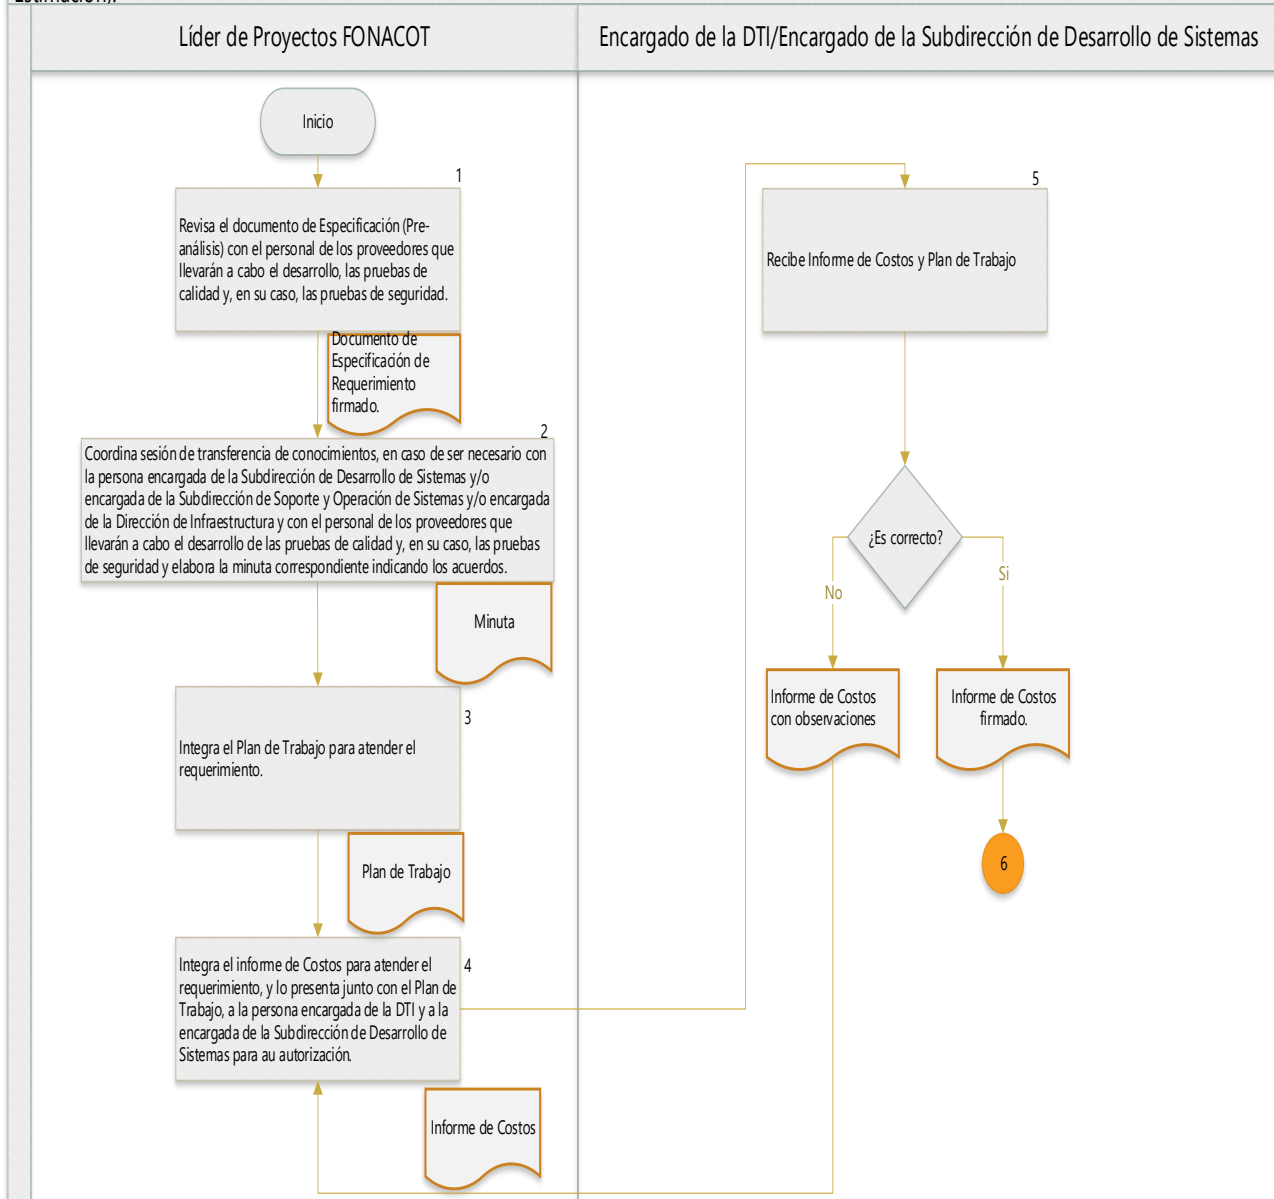 Estimación).
Líder de Proyectos FONACOT
Encargado de la DTI/Encargado de la Subdirección de Desarrollo de Sistemas
Inicio
1
Revisa el documento de Especificación (Pre-
análisis) con el personal de los proveedores que
llevarán a cabo el desarrollo, las pruebas de
calidad y, en su caso, las pruebas de seguridad.
Documento de
Especificación de
Requerimiento
firmado.
2
Coordina sesión de transferencia de conocimientos, en caso de ser necesario con
la persona encargada de la Subdirección de Desarrollo de Sistemas y/o
encargada de la Subdirección de Soporte y Operación de Sistemas y/o encargada
de la Dirección de Infraestructura y con el personal de los proveedores que
llevarán a cabo el desarrollo de las pruebas de calidad y, en su caso, las pruebas
de seguridad y elabora la minuta correspondiente indicando los acuerdos.
Minuta
3
Integra el Plan de Trabajo para atender el
requerimiento.
Plan de Trabajo
4
Integra el informe de Costos para atender el
requerimiento, y lo presenta junto con el Plan de
Trabajo, a la persona encargada de la DTI y a la
encargada de la Subdirección de Desarrollo de
Sistemas para au autorización.
Informe de Costos
5
Recibe Informe de Costos y Plan de Trabajo
¿Es correcto?
No
Si
Informe de Costos
con observaciones
Informe de Costos
firmado.
6